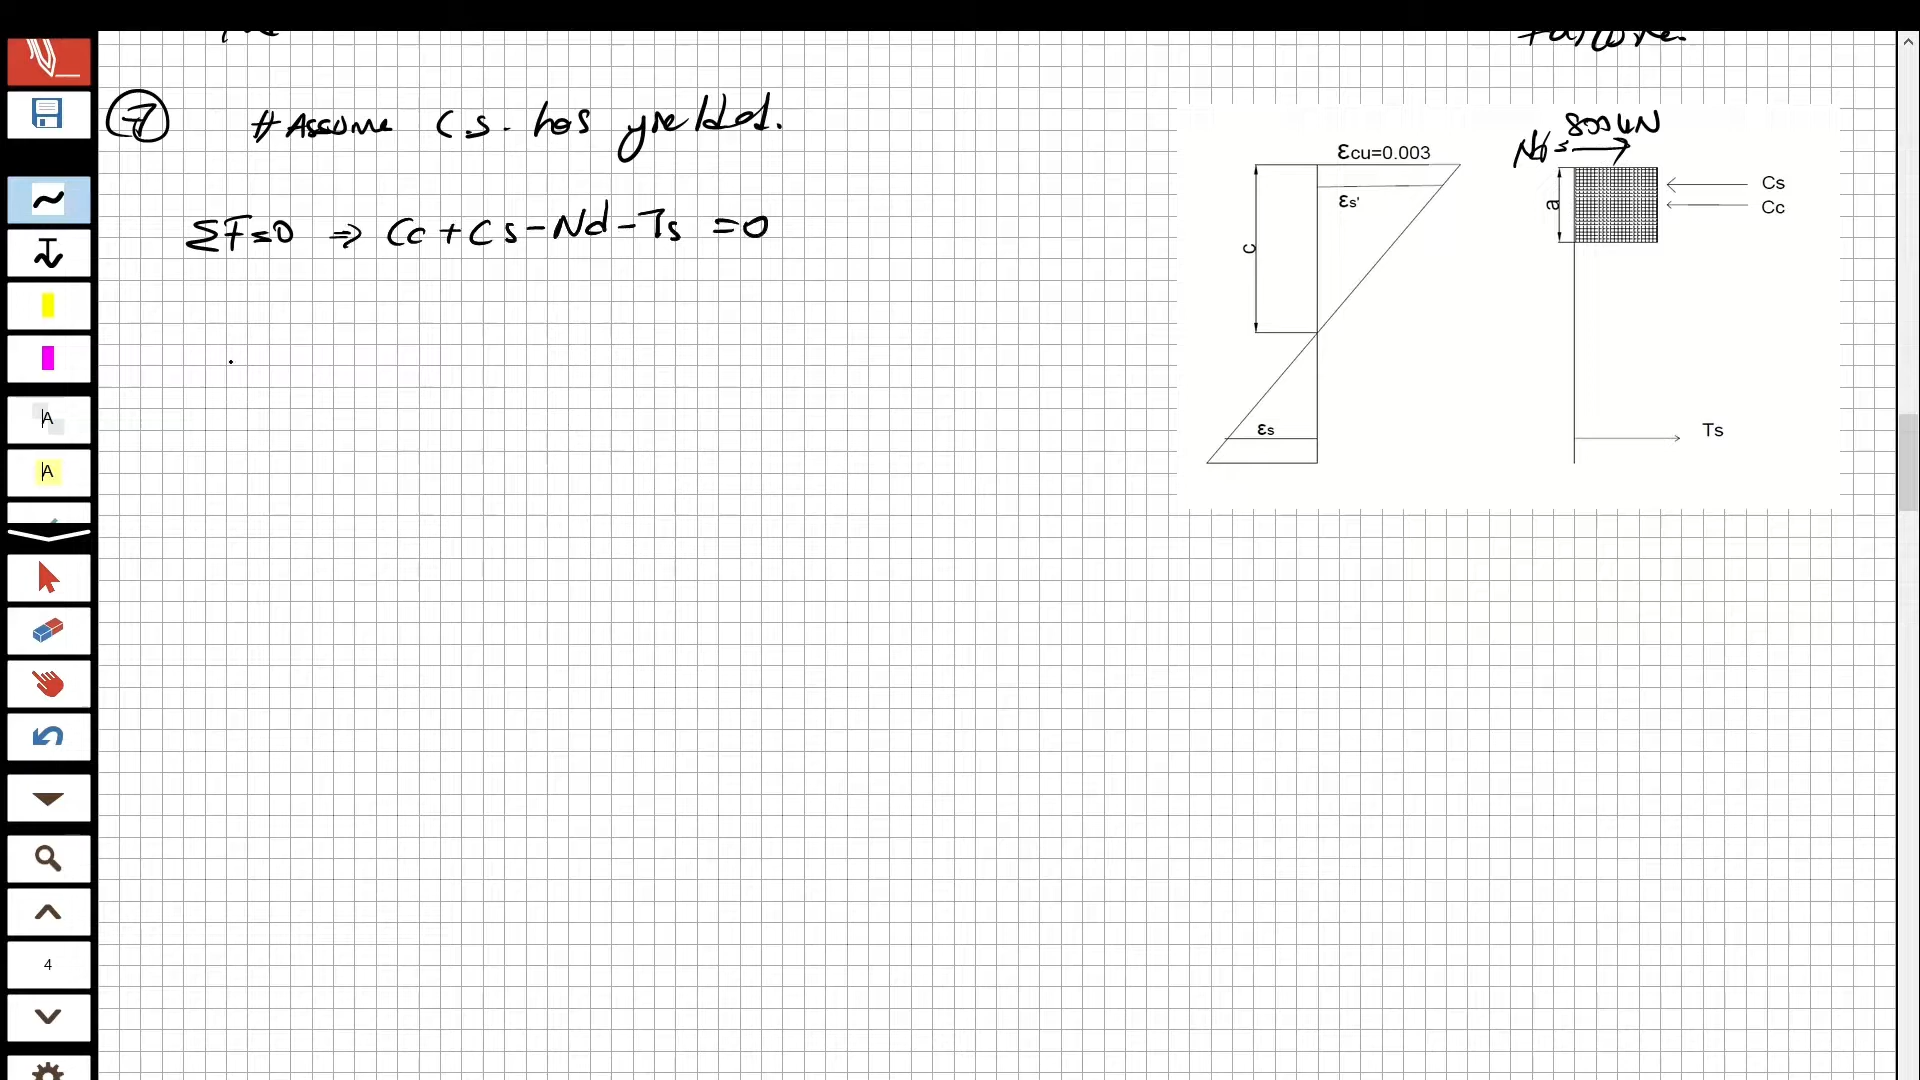 failure.
⑦ # Assume Cs. has yielded.
ΣF=0 ⇒ Cc + Cs - Nd - Ts = 0
Nd = 800 kN
εcu=0.003
εs'
c
εs
a
Cs
Cc
Ts
A
A
4